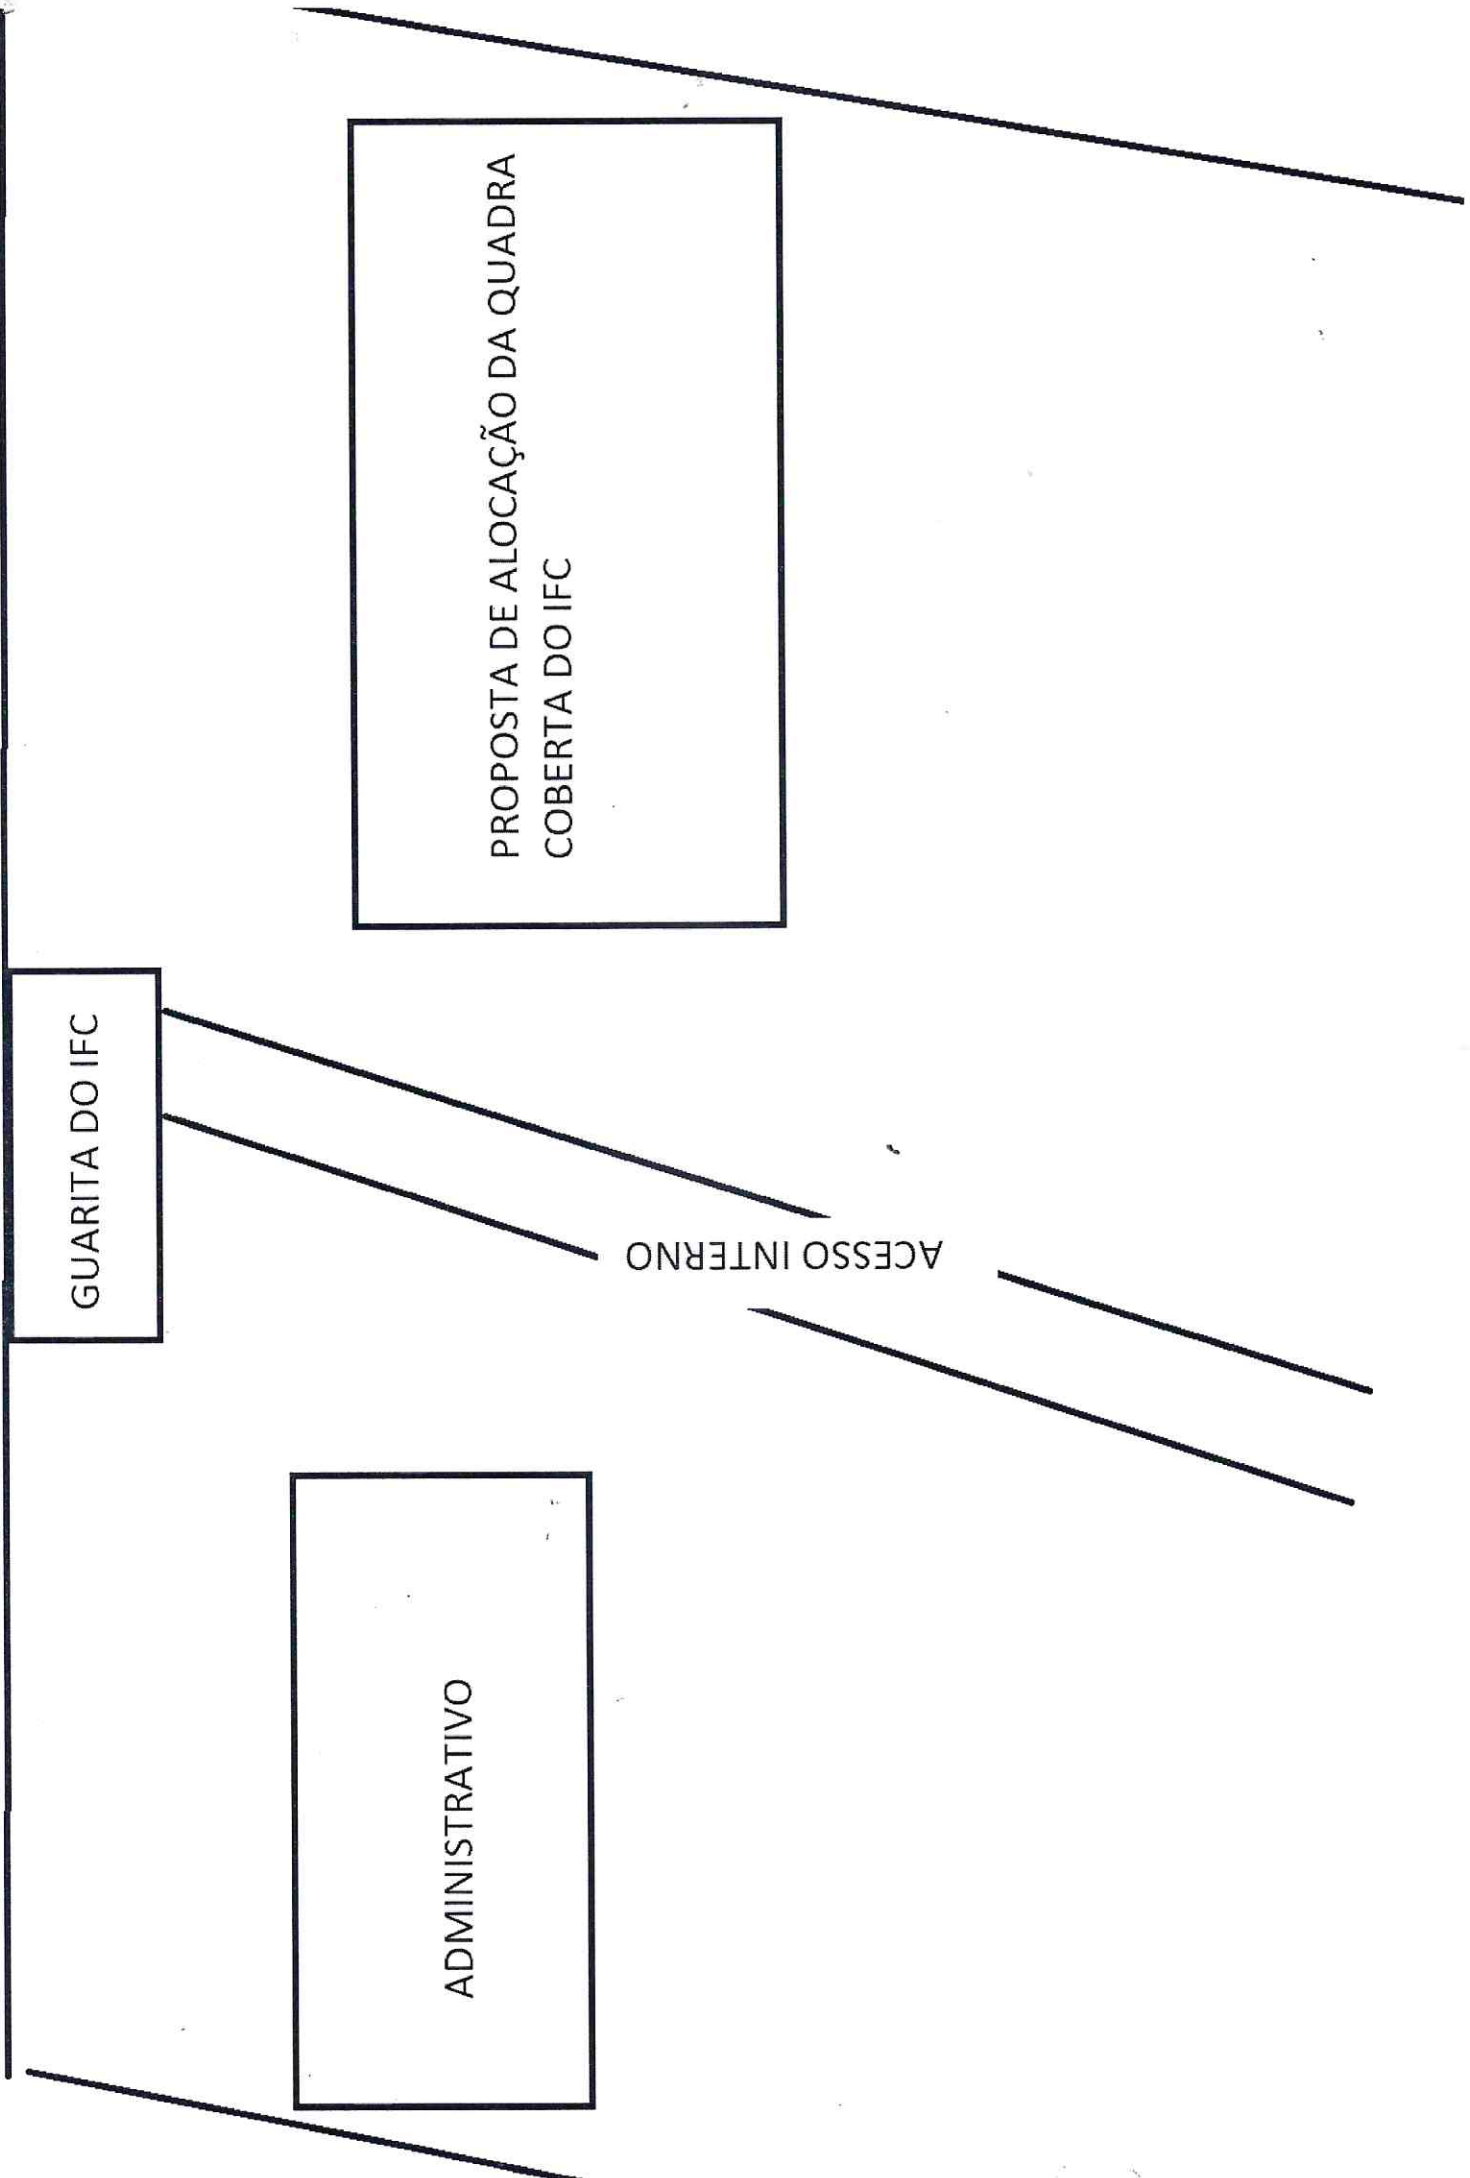 PROPOSTA DE ALOCAÇÃO DA QUADRA
COBERTA DO IFC
GUARITA DO IFC
ACESSO INTERNO
ADMINISTRATIVO